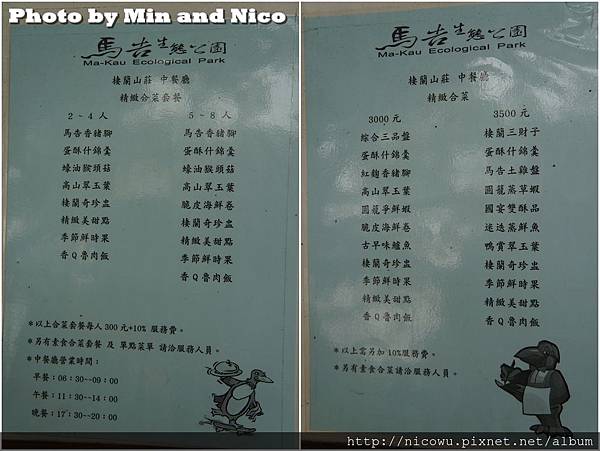 Photo by Min and Nico
馬告生態公園
Ma-Kau Ecological Park
棲蘭山莊 中餐廳
精緻合菜套餐
2~4人
馬告香豬腳
蛋酥什錦羹
蠔油猴頭菇
高山翠玉葉
棲蘭奇珍盅
精緻美甜點
季節鮮時果
香Q魯肉飯
5~8人
馬告香豬腳
蛋酥什錦羹
蠔油猴頭菇
高山翠玉葉
脆皮海鮮卷
棲蘭奇珍盅
精緻美甜點
季節鮮時果
香Q魯肉飯
*以上合菜套餐每人300元+10%服務費。
*另有素食合菜套餐 及 單點菜單 請洽服務人員。
*中餐廳營業時間:
早餐:06:30~09:00
午餐:11:30~14:00
晚餐:17:30~20:00
馬告生態公園
Ma-Kau Ecological Park
棲蘭山莊 中餐廳
精緻合菜
3000元
綜合三品盤
蛋酥什錦羹
紅麴香豬腳
高山翠玉葉
圓籠爭鮮蝦
脆皮海鮮卷
古早味鱸魚
棲蘭奇珍盅
季節鮮時果
精緻美甜點
香Q魯肉飯
3500元
棲蘭三財子
蛋酥什錦羹
馬告土雞盤
圓籠蒸草蝦
國宴雙酥品
迷迭蒸鮮魚
鴨賞翠玉葉
棲蘭奇珍盅
季節鮮時果
精緻美甜點
香Q魯肉飯
*以上需另加10%服務費。
*另有素食合菜請洽服務人員。
http://nicowu.pixnet.net/album